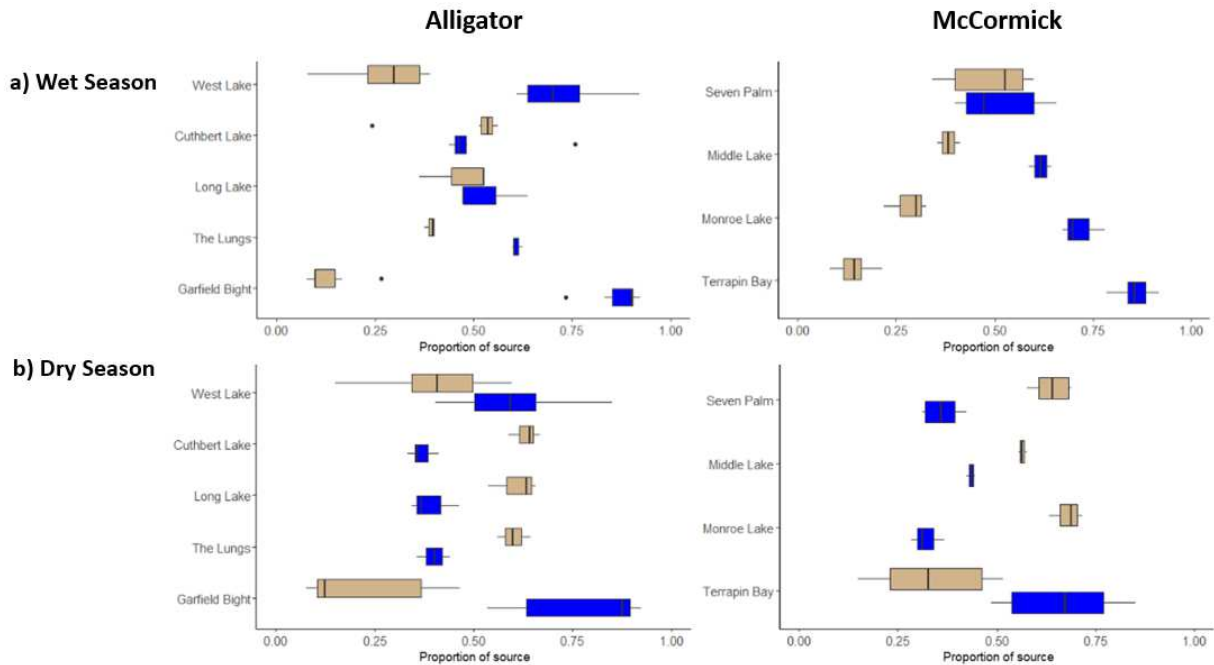 Alligator
McCormick
a) Wet Season
West Lake
Cuthbert Lake
Long Lake
The Lungs
Garfield Bight
0.00 0.25 0.50 0.75 1.00
Proportion of source
Seven Palm
Middle Lake
Monroe Lake
Terrapin Bay
0.00 0.25 0.50 0.75 1.00
Proportion of source
b) Dry Season
West Lake
Cuthbert Lake
Long Lake
The Lungs
Garfield Bight
0.00 0.25 0.50 0.75 1.00
Proportion of source
Seven Palm
Middle Lake
Monroe Lake
Terrapin Bay
0.00 0.25 0.50 0.75 1.00
Proportion of source